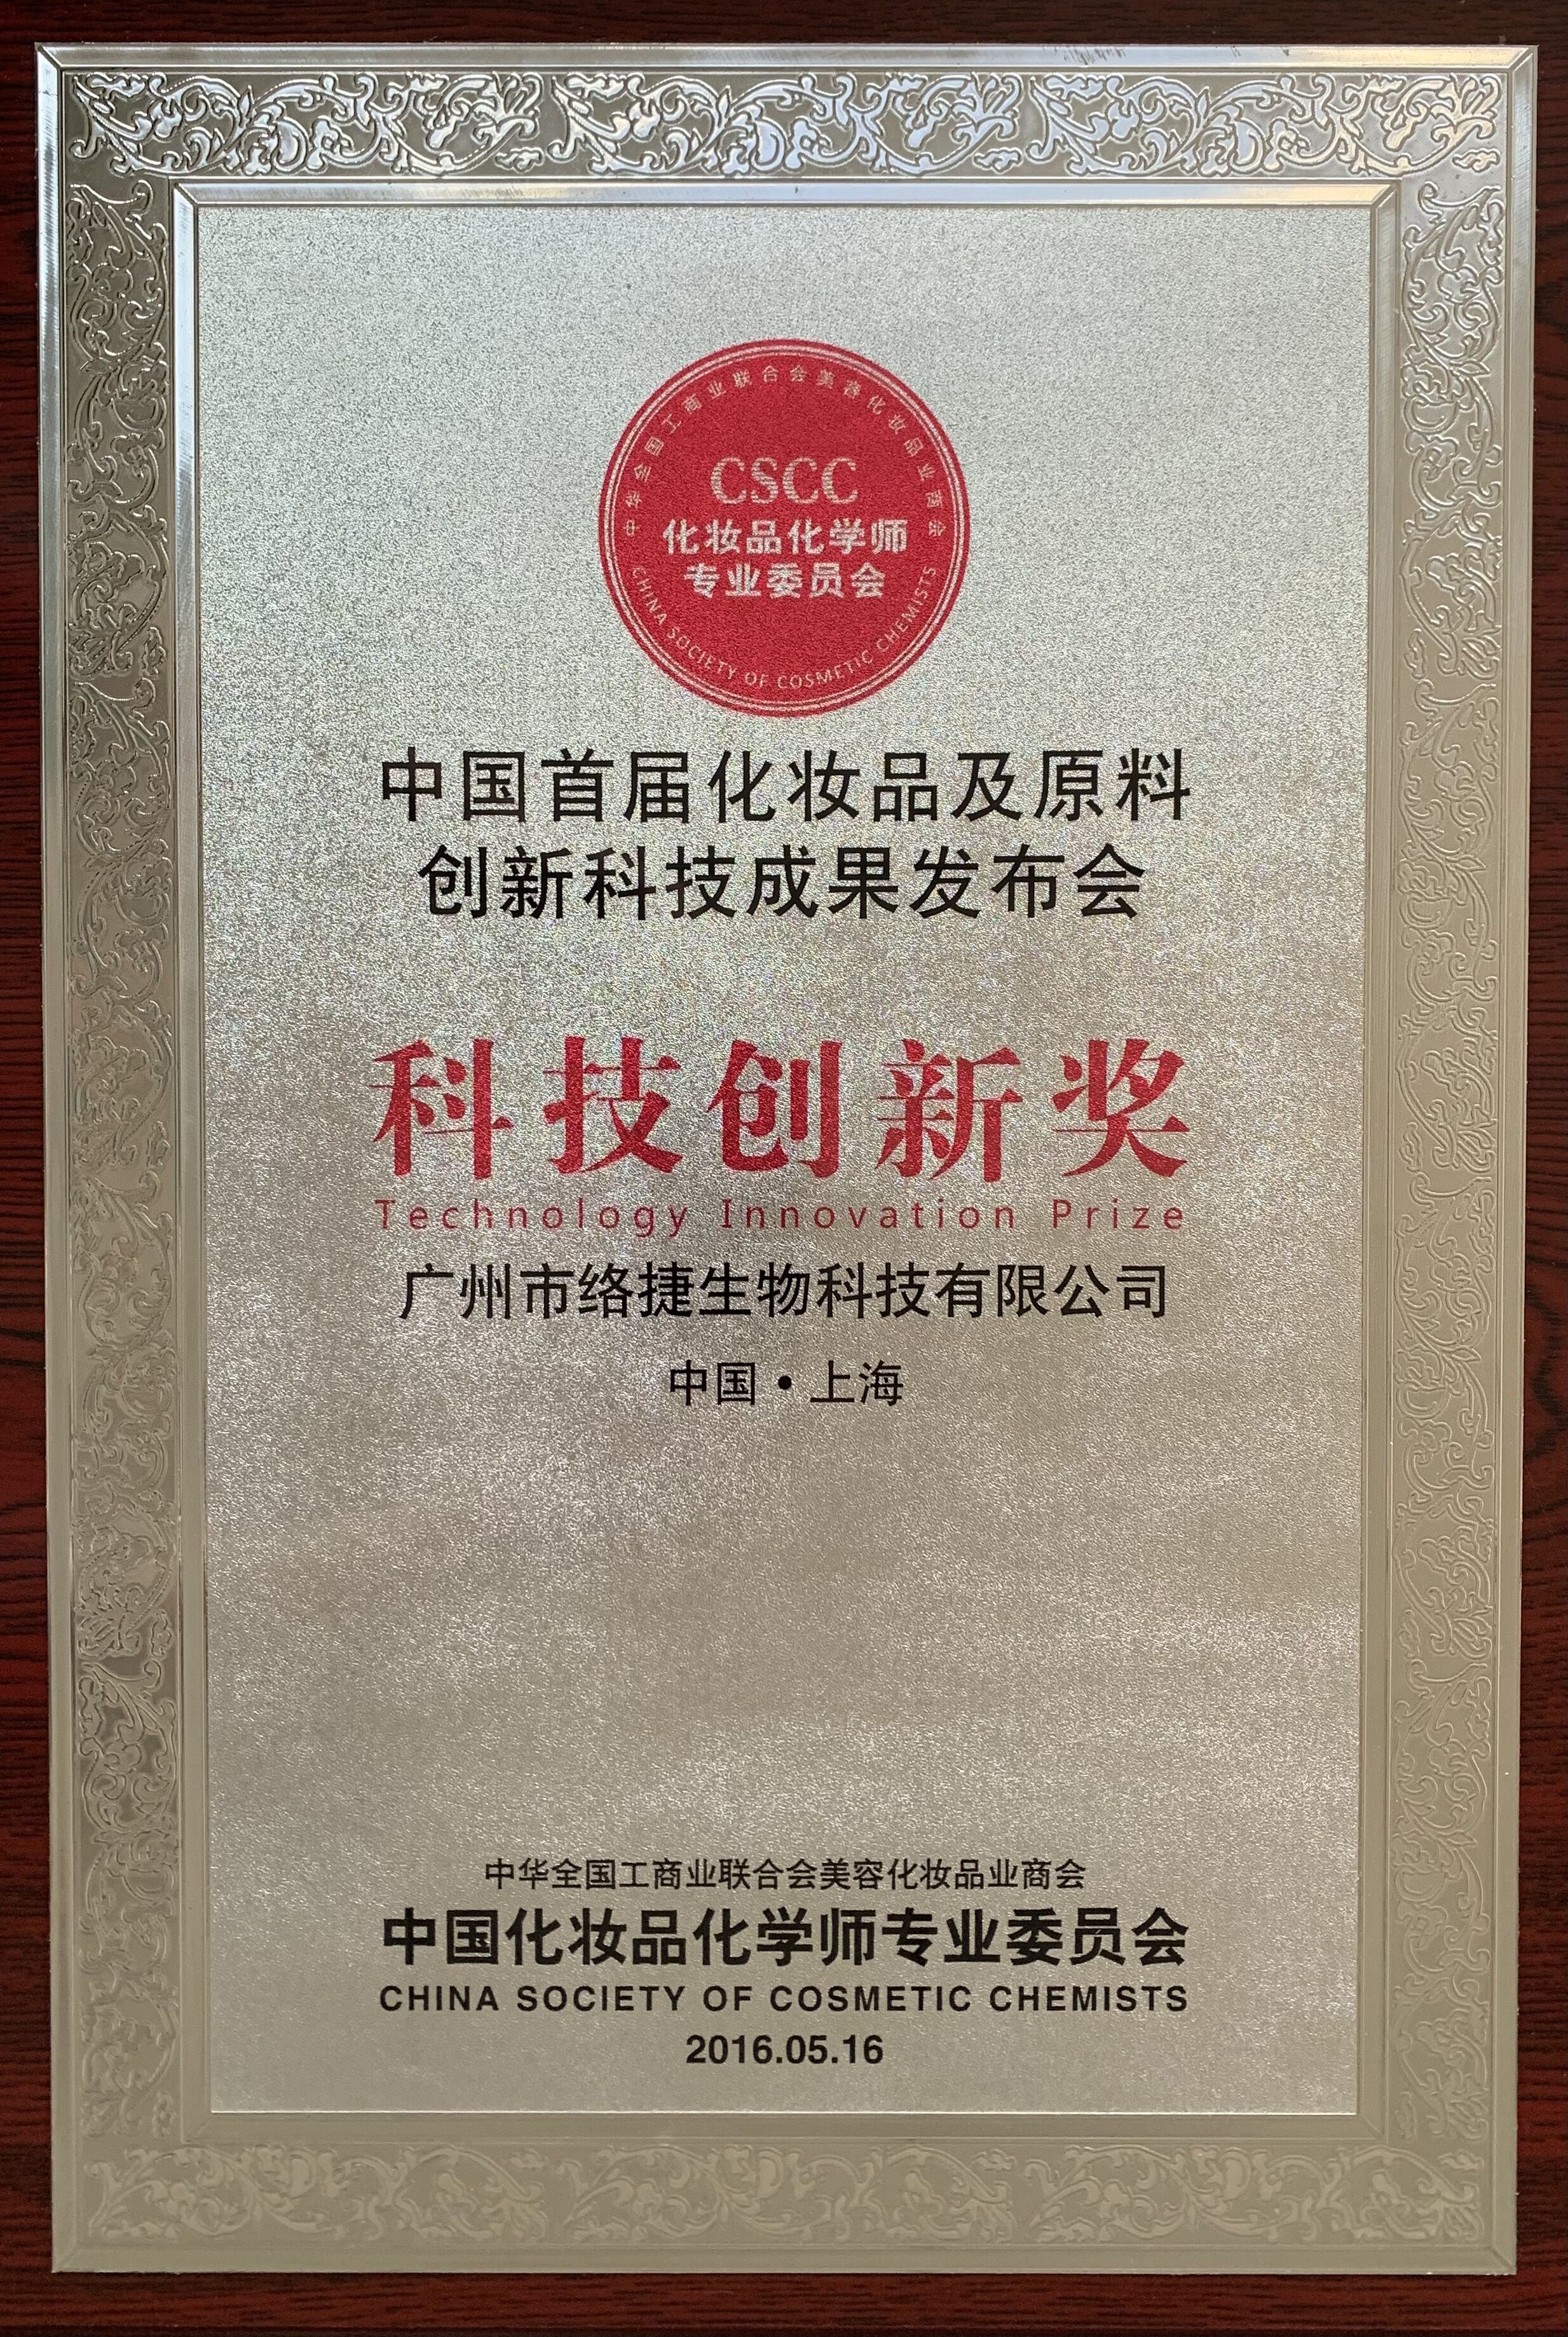 中华全国工商业联合会美容化妆品业商会
CSCC
化妆品化学师
专业委员会
CHINA SOCIETY OF COSMETIC CHEMISTS
中国首届化妆品及原料
创新科技成果发布会
科技创新奖
Technology Innovation Prize
广州市络捷生物科技有限公司
中国·上海
中华全国工商业联合会美容化妆品业商会
中国化妆品化学师专业委员会
CHINA SOCIETY OF COSMETIC CHEMISTS
2016.05.16